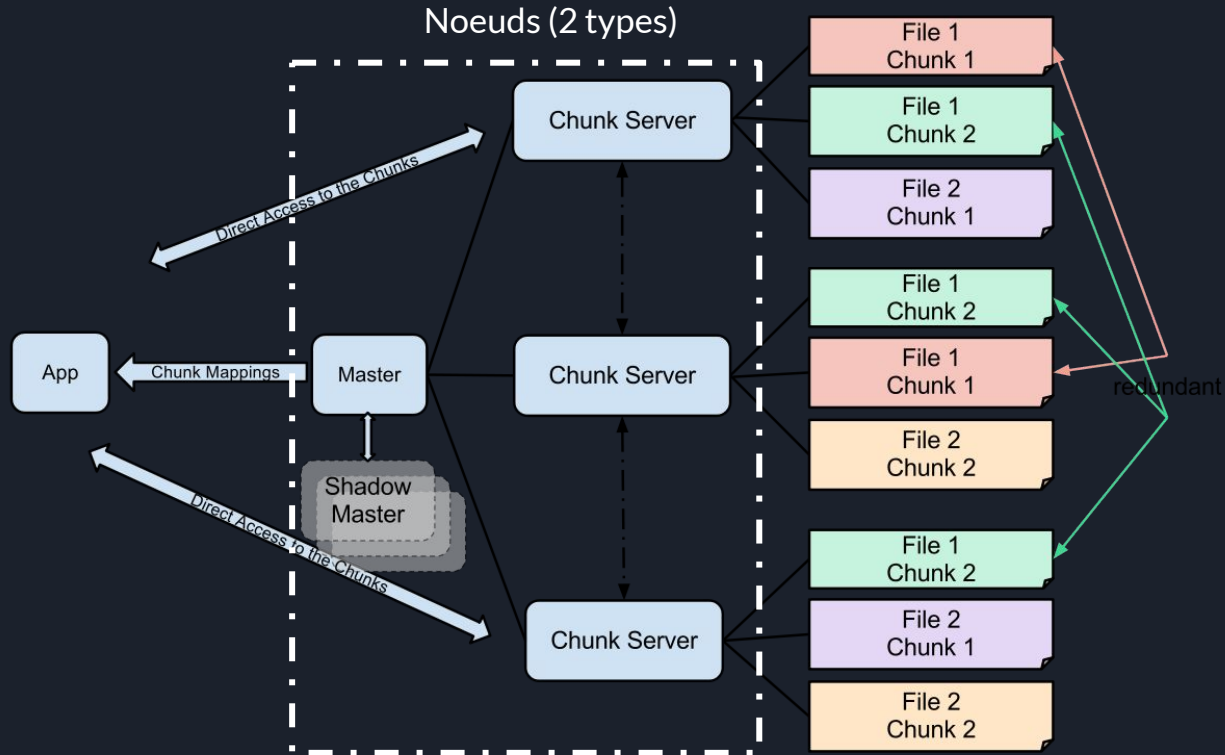 Noeuds (2 types)
File 1
Chunk 1
Chunk Server
File 1
Chunk 2
Direct Access to the Chunks
File 2
Chunk 1
File 1
Chunk 2
App
Chunk Mappings
Master
Chunk Server
File 1
Chunk 1
redundant
File 2
Chunk 2
Shadow
Master
Direct Access to the Chunks
File 1
Chunk 2
Chunk Server
File 2
Chunk 1
File 2
Chunk 2